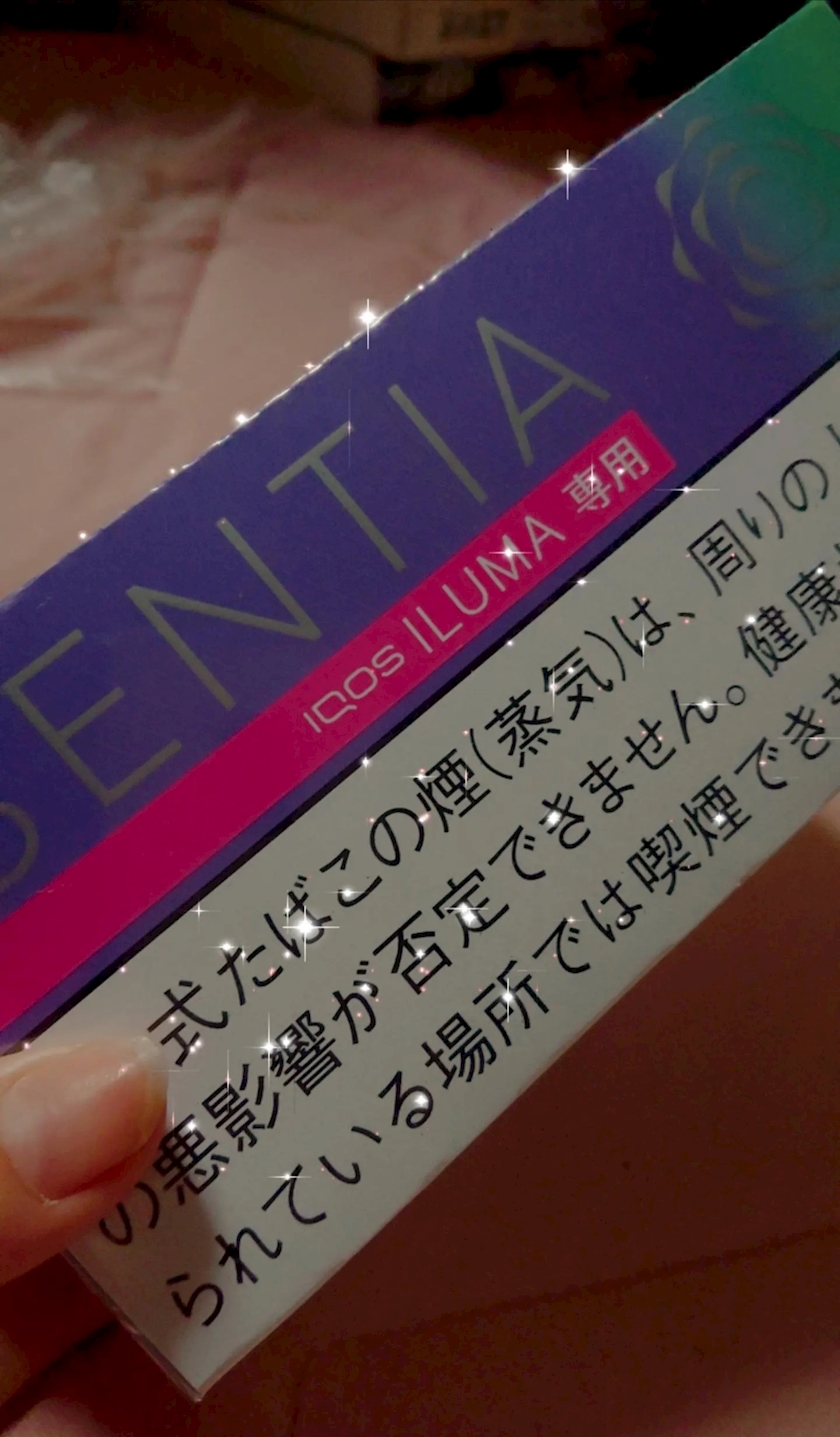 ENTIA
IQOS ILUMA 専用
式たばこの煙(蒸気)は、周りの
の悪影響が否定できません。健康
られている場所では喫煙でき